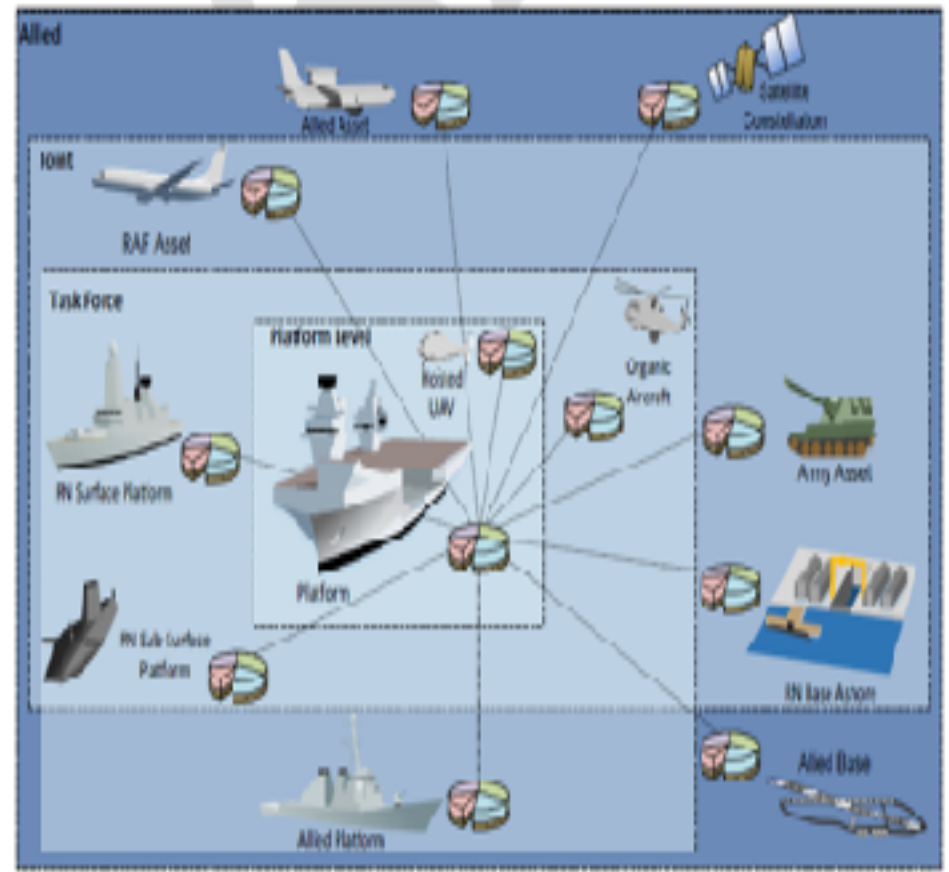 Allied
Allied Asset
Satellite
Constellation
Joint
RAF Asset
Task Force
Platform level
Hosted
UAV
Organic
Aircraft
RN Surface Platform
Army Asset
Platform
RN Sub Surface
Platform
RN Base Ashore
Allied Base
Allied Platform